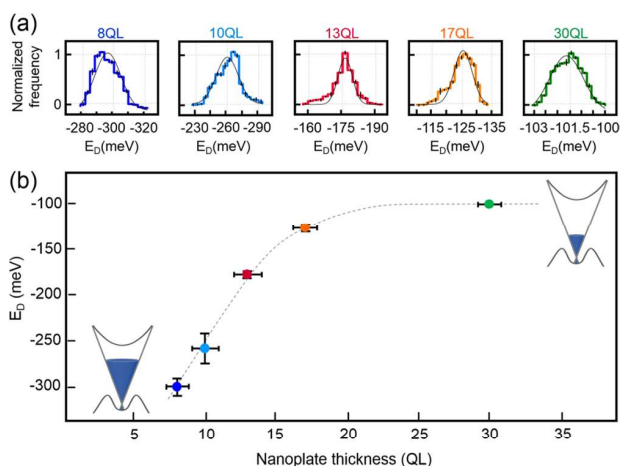 (a)
8QL
10QL
13QL
17QL
30QL
Normalized
frequency
1
0
-280 -300 -320
-230 -260 -290
-160 -176 -193
-115 -125 -135
-103 -101.5 -100
E_D(meV)
E_D(meV)
E_D(meV)
E_D(meV)
E_D(meV)
(b)
-100
-150
-200
-250
-300
E_D (meV)
5 10 15 20 25 30 35
Nanoplate thickness (QL)